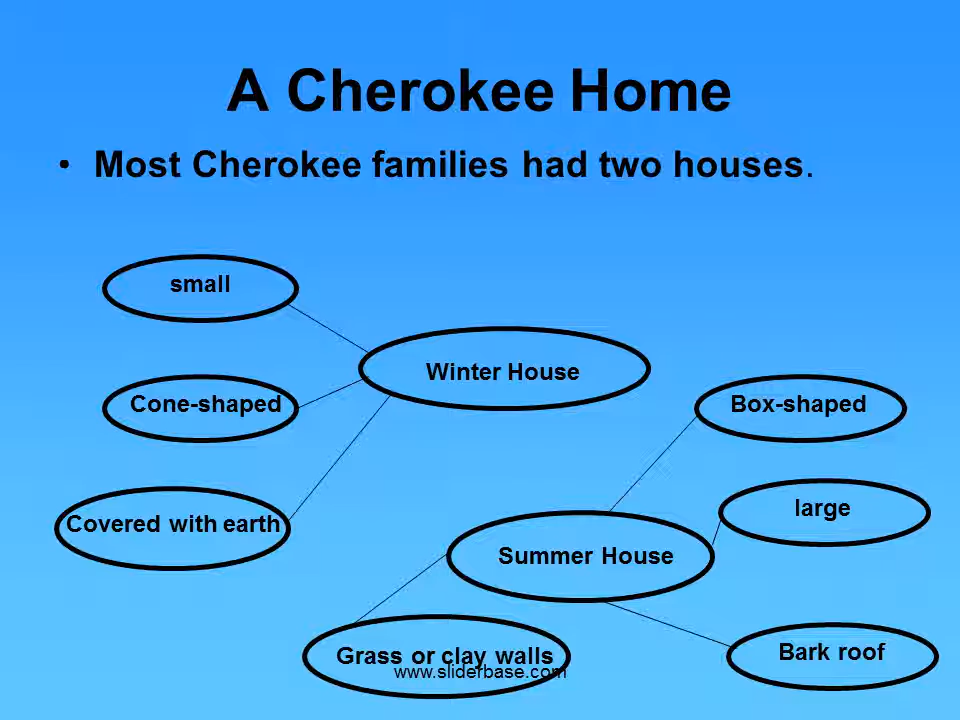 A Cherokee Home
• Most Cherokee families had two houses.
small
Winter House
Cone-shaped
Box-shaped
Covered with earth
large
Summer House
Grass or clay walls
Bark roof
www.sliderbase.com